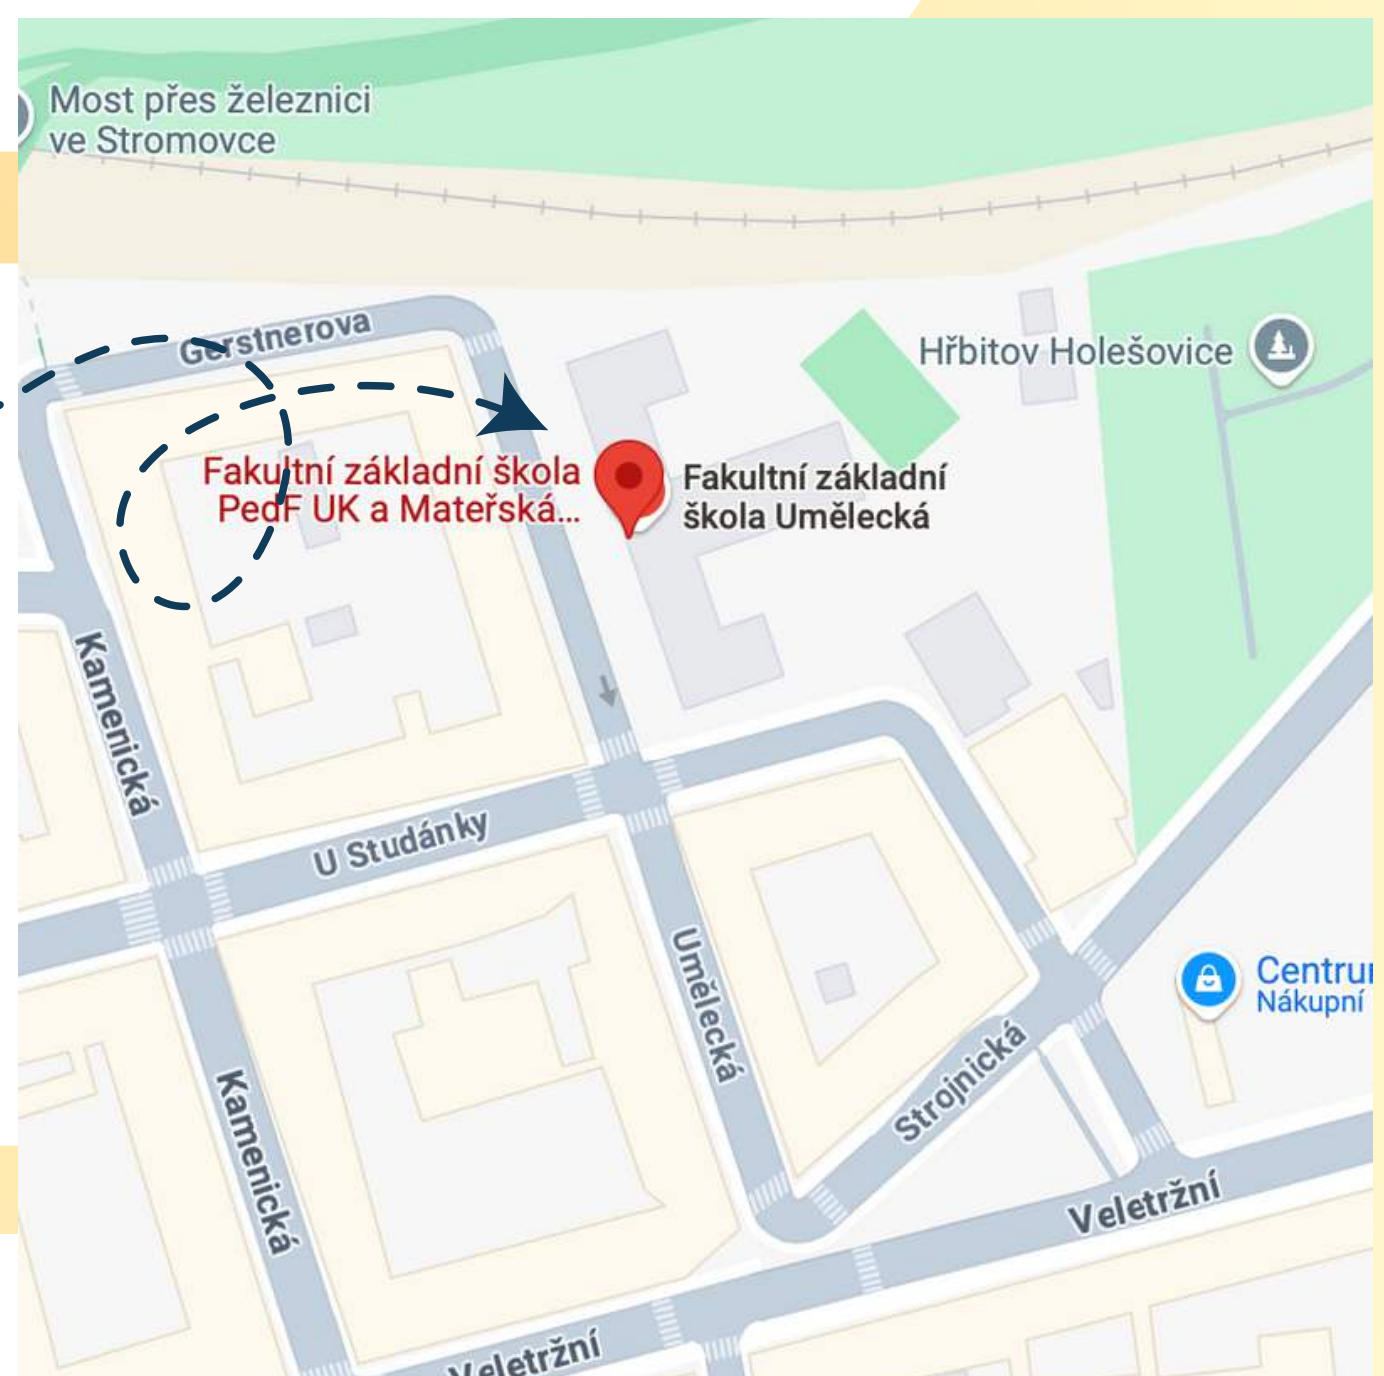 Most přes železnici
ve Stromovce
Gerstnerova
Hřbitov Holešovice
Fakultní základní škola
PedF UK a Mateřská...
Fakultní základní
škola Umělecká
Kamenická
U Studánky
Umělecká
Centru
Nákupní
Strojnická
Kamenická
Veletržní
Veletržní